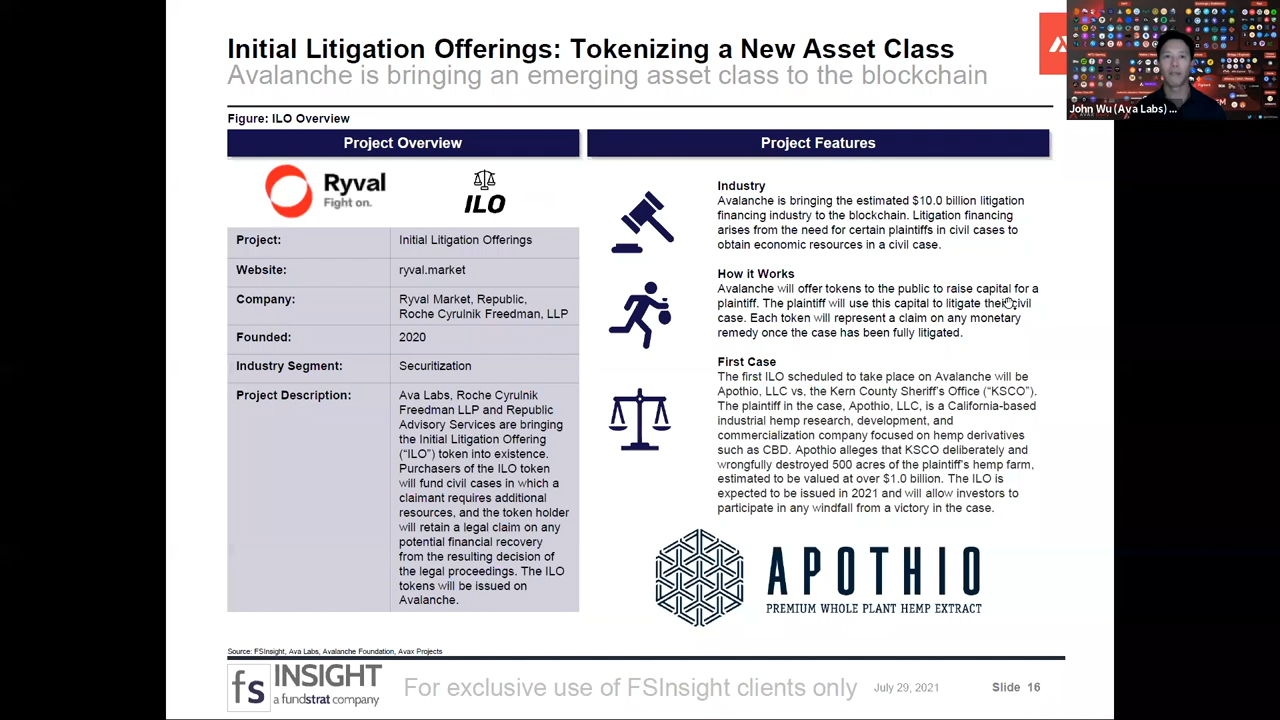 Initial Litigation Offerings: Tokenizing a New Asset Class
Avalanche is bringing an emerging asset class to the blockchain
John Wu (Ava Labs) ...
Figure: ILO Overview
Project Overview
Ryval
Fight on.
ILO
Project: Initial Litigation Offerings
Website: ryval.market
Company: Ryval Market, Republic,
Roche Cyrulnik Freedman, LLP
Founded: 2020
Industry Segment: Securitization
Project Description: Ava Labs, Roche Cyrulnik
Freedman LLP and Republic
Advisory Services are bringing
the Initial Litigation Offering
("ILO") token into existence.
Purchasers of the ILO token
will fund civil cases in which a
claimant requires additional
resources, and the token holder
will retain a legal claim on any
potential financial recovery
from the resulting decision of
the legal proceedings. The ILO
tokens will be issued on
Avalanche.
Project Features
Industry
Avalanche is bringing the estimated $10.0 billion litigation
financing industry to the blockchain. Litigation financing
arises from the need for certain plaintiffs in civil cases to
obtain economic resources in a civil case.
How it Works
Avalanche will offer tokens to the public to raise capital for a
plaintiff. The plaintiff will use this capital to litigate their civil
case. Each token will represent a claim on any monetary
remedy once the case has been fully litigated.
First Case
The first ILO scheduled to take place on Avalanche will be
Apothio, LLC vs, the Kern County Sheriff's Office ("KSCO").
The plaintiff in the case, Apothio, LLC, is a California-based
industrial hemp research, development, and
commercialization company focused on hemp derivatives
such as CBD. Apothio alleges that KSCO deliberately and
wrongfully destroyed 500 acres of the plaintiff's hemp farm,
estimated to be valued at over $1.0 billion. The ILO is
expected to be issued in 2021 and will allow investors to
participate in any windfall from a victory in the case.
APOTHIO
PREMIUM WHOLE PLANT HEMP EXTRACT
Source: FSInsight, Ava Labs, Avalanche Foundation, Avax Projects
fs INSIGHT
a fundstrat company
For exclusive use of FSInsight clients only
July 29, 2021
Slide 16